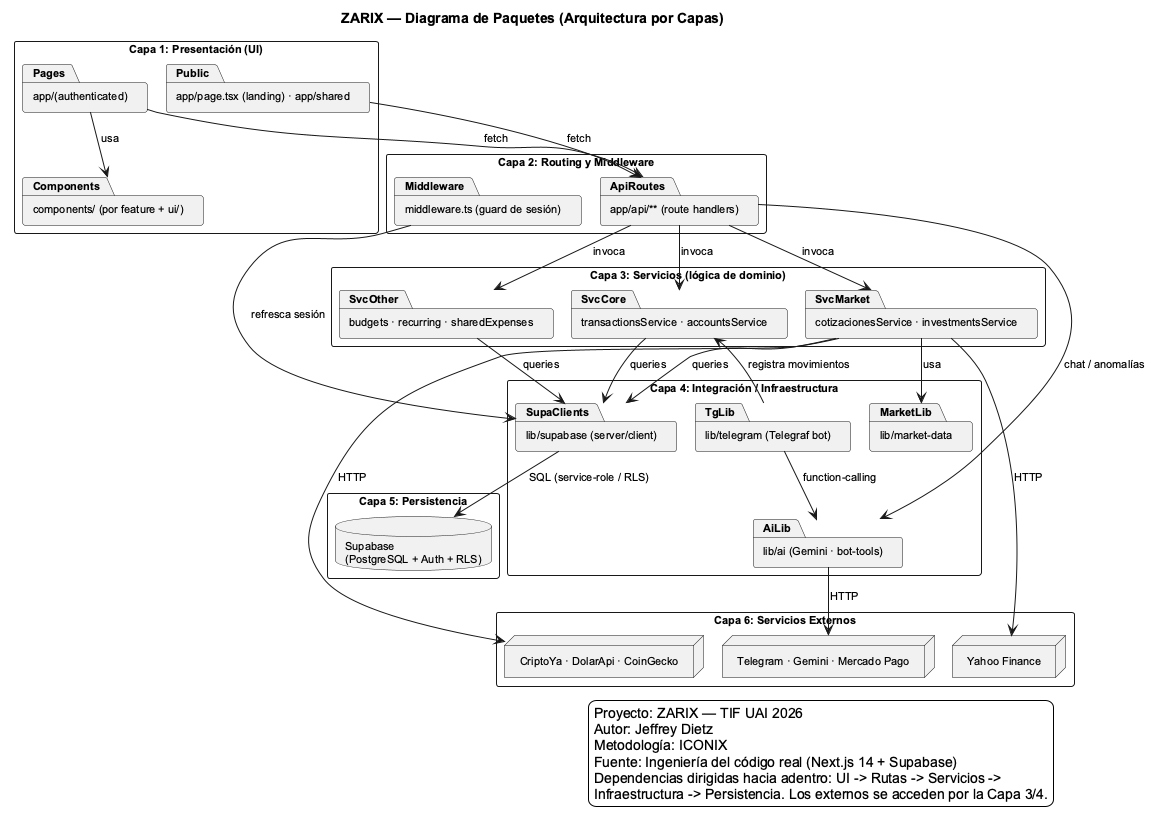 ZARIX — Diagrama de Paquetes (Arquitectura por Capas)
Capa 1: Presentación (UI)
Pages
app/(authenticated)
Public
app/page.tsx (landing) · app/shared
usa
fetch
fetch
Components
components/ (por feature + ui/)
Capa 2: Routing y Middleware
Middleware
middleware.ts (guard de sesión)
ApiRoutes
app/api/** (route handlers)
invoca
invoca
invoca
Capa 3: Servicios (lógica de dominio)
SvcOther
budgets · recurring · sharedExpenses
SvcCore
transactionsService · accountsService
SvcMarket
cotizacionesService · investmentsService
refresca sesión
queries
queries
queries
registra movimientos
usa
chat / anomalías
Capa 4: Integración / Infraestructura
SupaClients
lib/supabase (server/client)
TgLib
lib/telegram (Telegraf bot)
MarketLib
lib/market-data
HTTP
SQL (service-role / RLS)
function-calling
HTTP
Capa 5: Persistencia
Supabase
(PostgreSQL + Auth + RLS)
AiLib
lib/ai (Gemini · bot-tools)
HTTP
Capa 6: Servicios Externos
CriptoYa · DolarApi · CoinGecko
Telegram · Gemini · Mercado Pago
Yahoo Finance
Proyecto: ZARIX — TIF UAI 2026
Autor: Jeffrey Dietz
Metodología: ICONIX
Fuente: Ingeniería del código real (Next.js 14 + Supabase)
Dependencias dirigidas hacia adentro: UI -> Rutas -> Servicios ->
Infraestructura -> Persistencia. Los externos se acceden por la Capa 3/4.